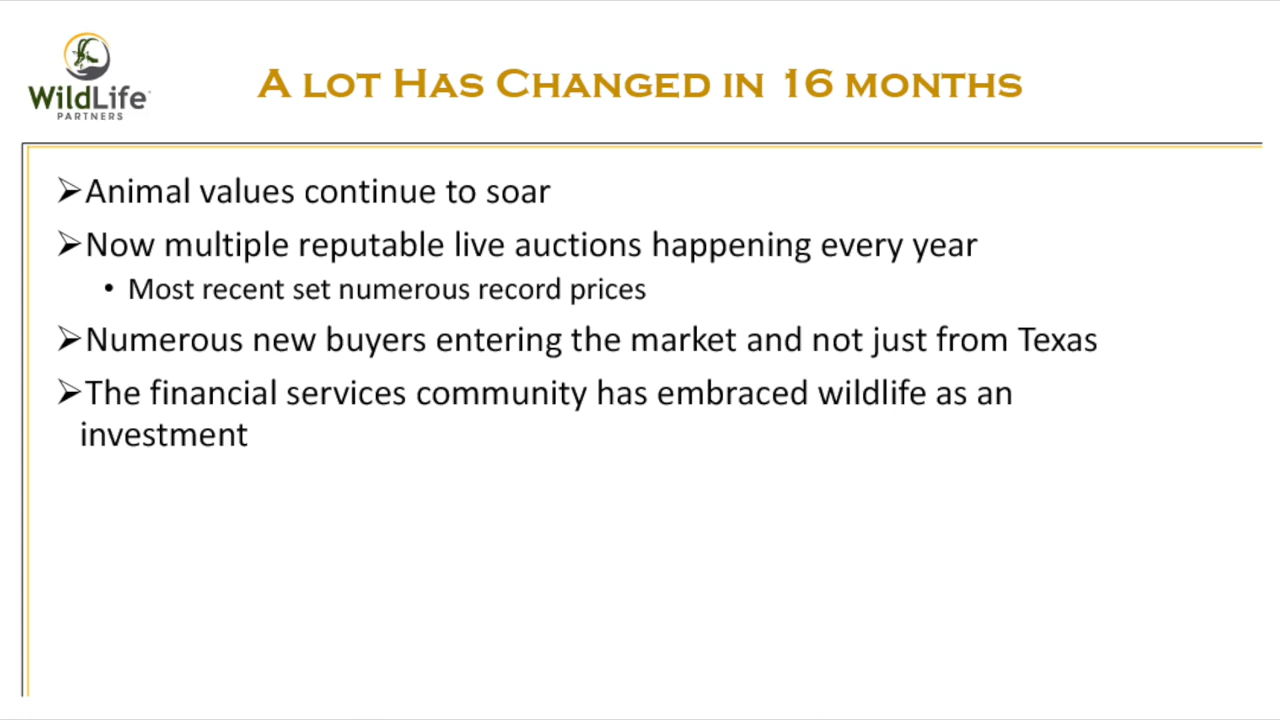 WildLife
PARTNERS
A LOT HAS CHANGED IN 16 MONTHS
➢Animal values continue to soar
➢Now multiple reputable live auctions happening every year
• Most recent set numerous record prices
➢Numerous new buyers entering the market and not just from Texas
➢The financial services community has embraced wildlife as an
investment